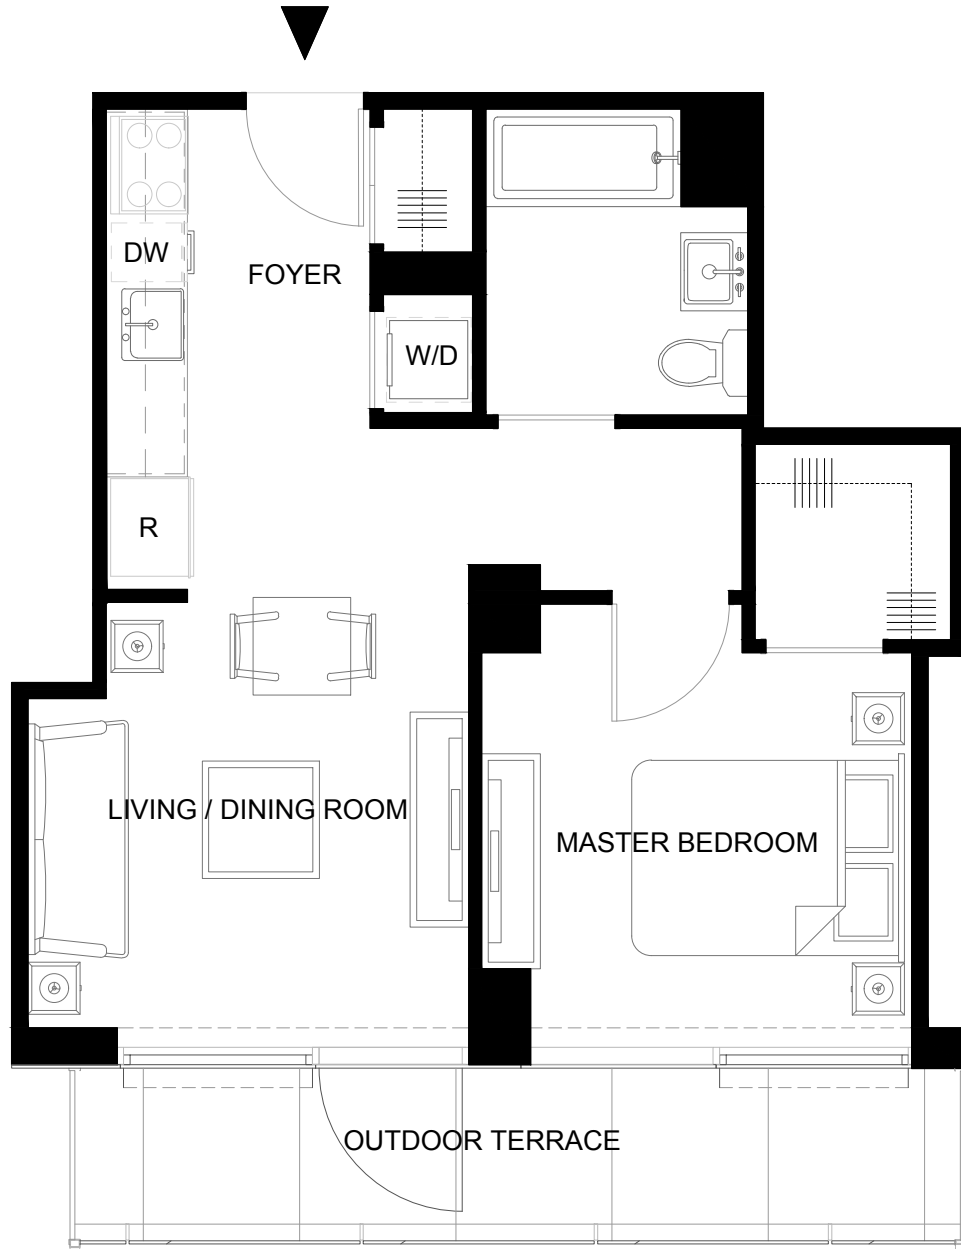 DW
FOYER
W/D
R
LIVING / DINING ROOM
MASTER BEDROOM
OUTDOOR TERRACE